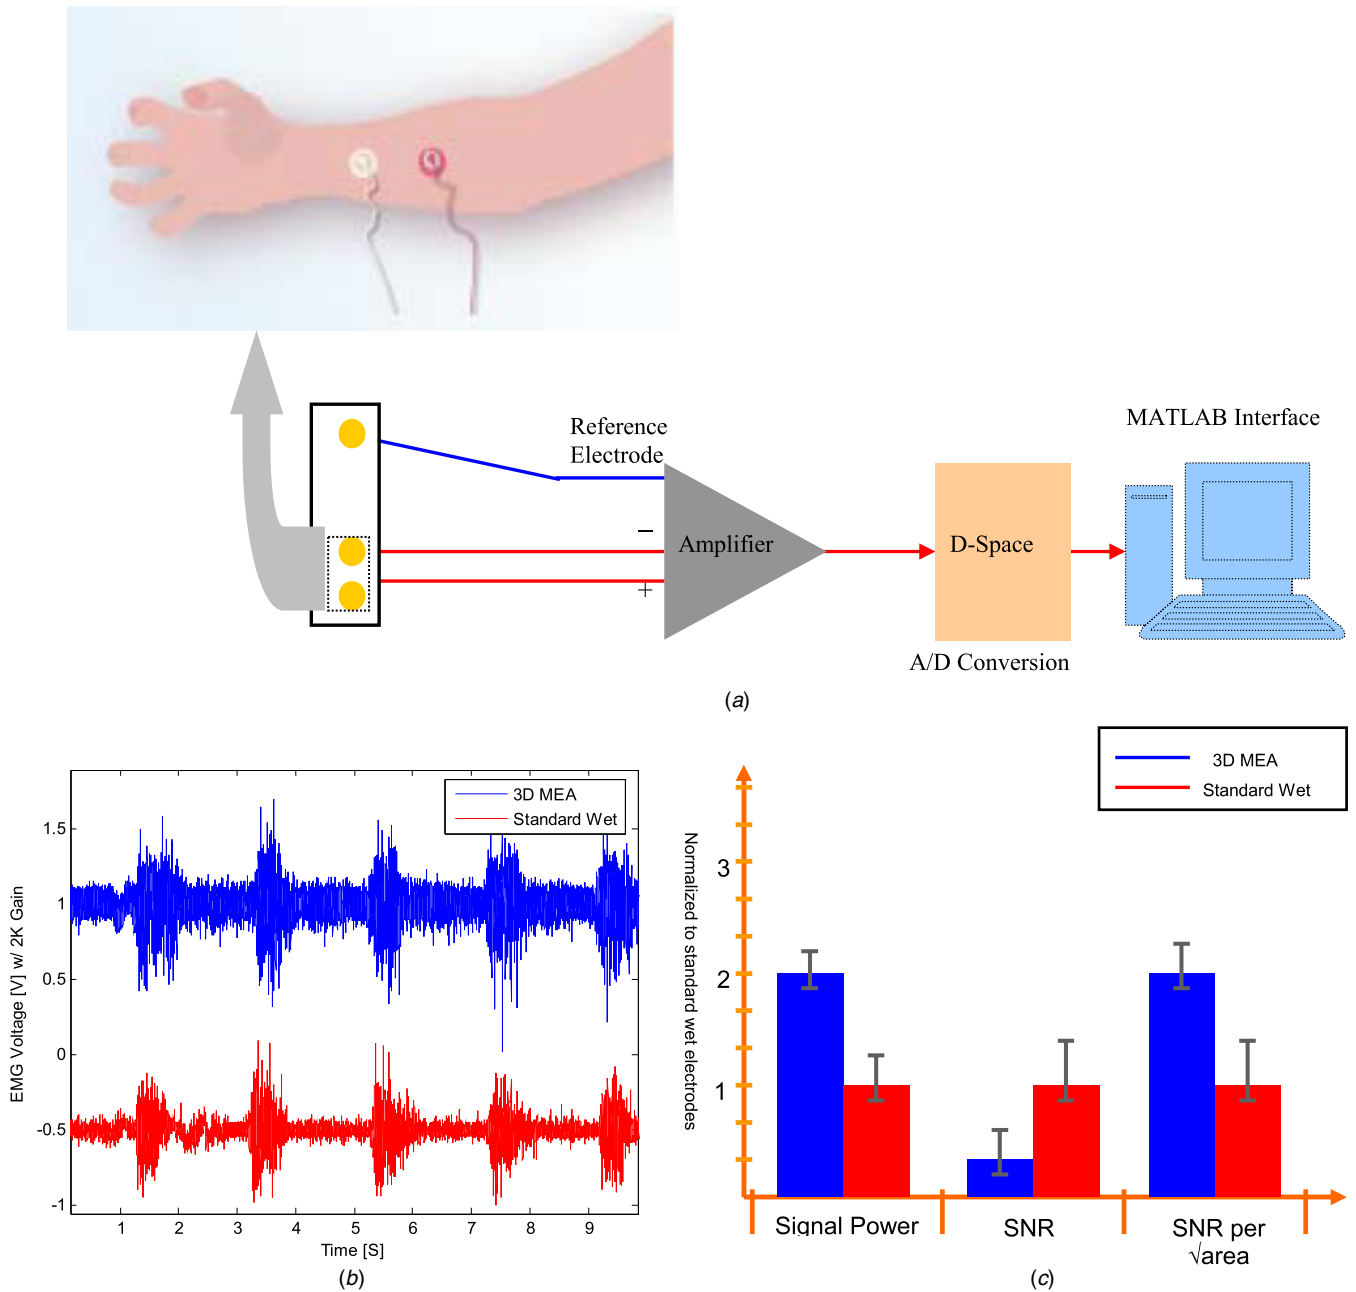 Reference
Electrode
MATLAB Interface
−
Amplifier
D-Space
+
A/D Conversion
(a)
3D MEA
Standard Wet
1.5
1
0.5
0
-0.5
-1
EMG Voltage [V] w/ 2K Gain
1 2 3 4 5 6 7 8 9
Time [S]
(b)
3D MEA
Standard Wet
Normalized to standard wet electrodes
3
2
1
Signal Power
SNR
SNR per
√area
(c)